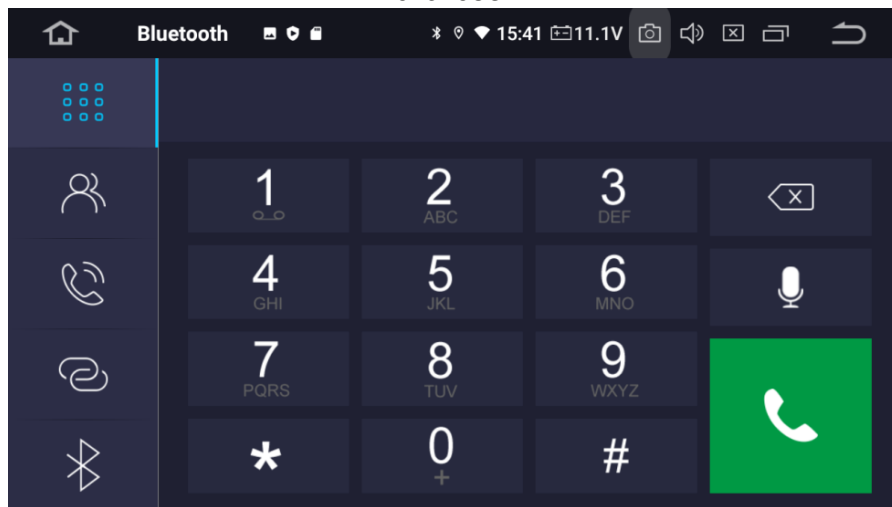 Bluetooth 15:41 11.1V
1 2 3
ABC DEF
4 5 6
GHI JKL MNO
7 8 9
PQRS TUV WXYZ
* 0 #
+